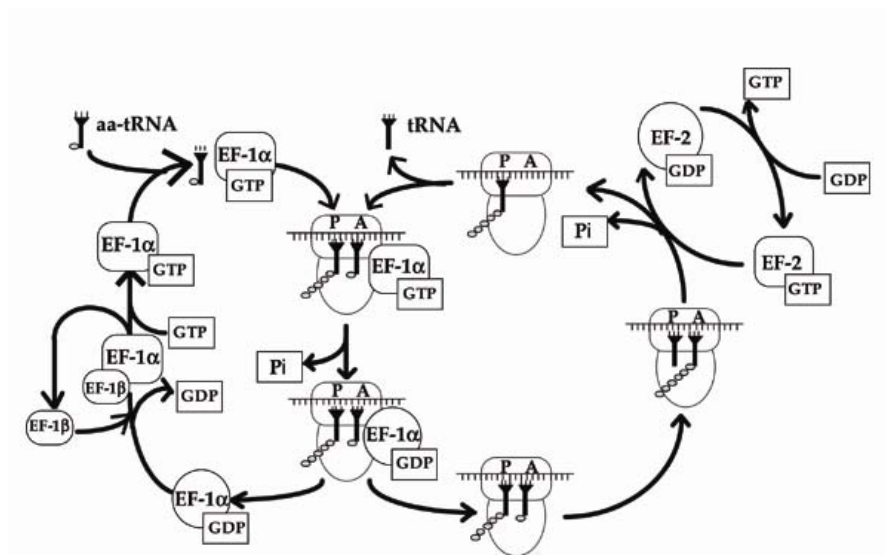 GTP
aa-tRNA
tRNA
EF-2
GDP
EF-1α
GTP
P A
GDP
Pi
EF-2
GTP
EF-1α
GTP
P A
EF-1α
GTP
P A
GTP
EF-1α
EF-1β
GDP
Pi
P A
EF-1β
EF-1α
GDP
P A
EF-1α
GDP